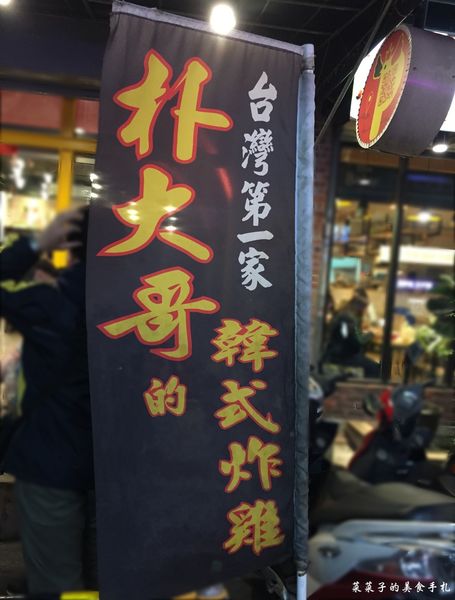 台灣第一家
朴大哥的
韓式炸雞
菜菜子的美食手札